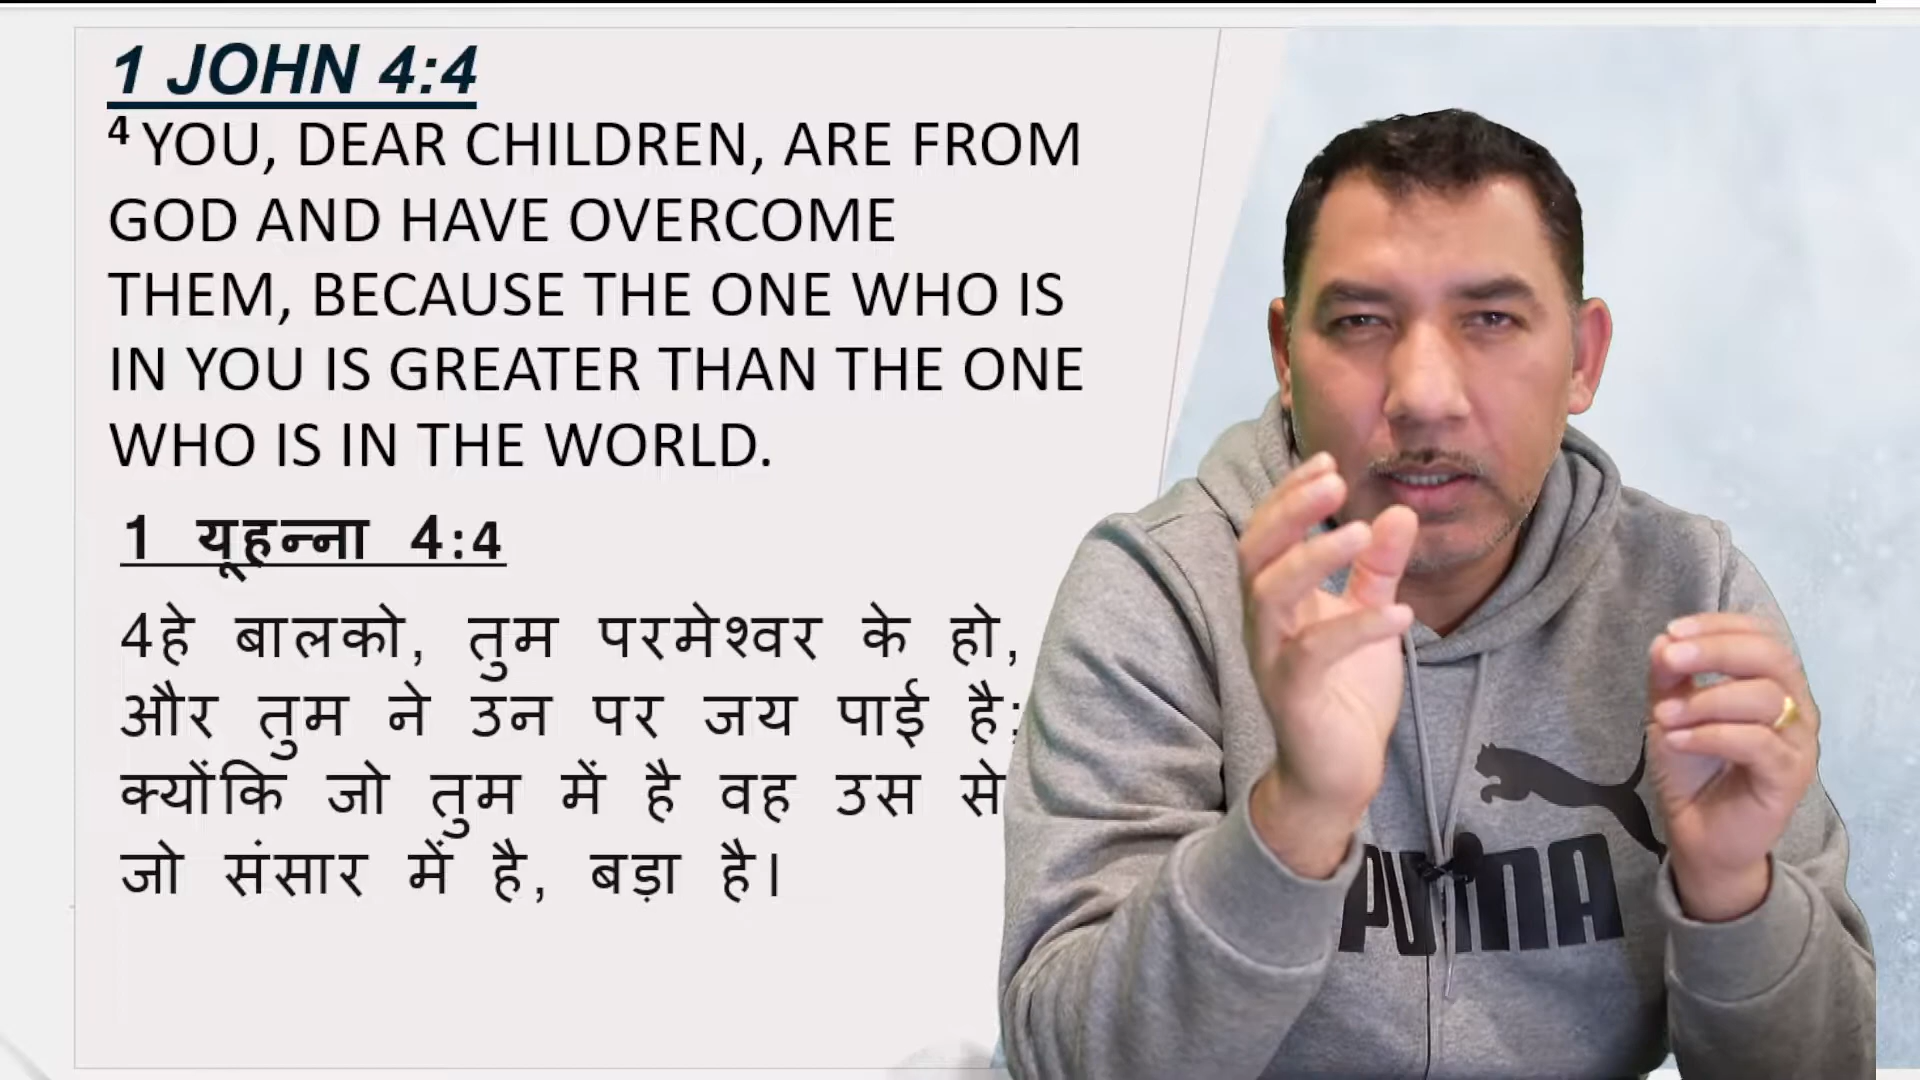 1 JOHN 4:4
4 YOU, DEAR CHILDREN, ARE FROM
GOD AND HAVE OVERCOME
THEM, BECAUSE THE ONE WHO IS
IN YOU IS GREATER THAN THE ONE
WHO IS IN THE WORLD.
1 यूहन्ना 4:4
4हे बालको, तुम परमेश्वर के हो,
और तुम ने उन पर जय पाई है;
क्योंकि जो तुम में है वह उस से
जो संसार में है, बड़ा है।
PUMA